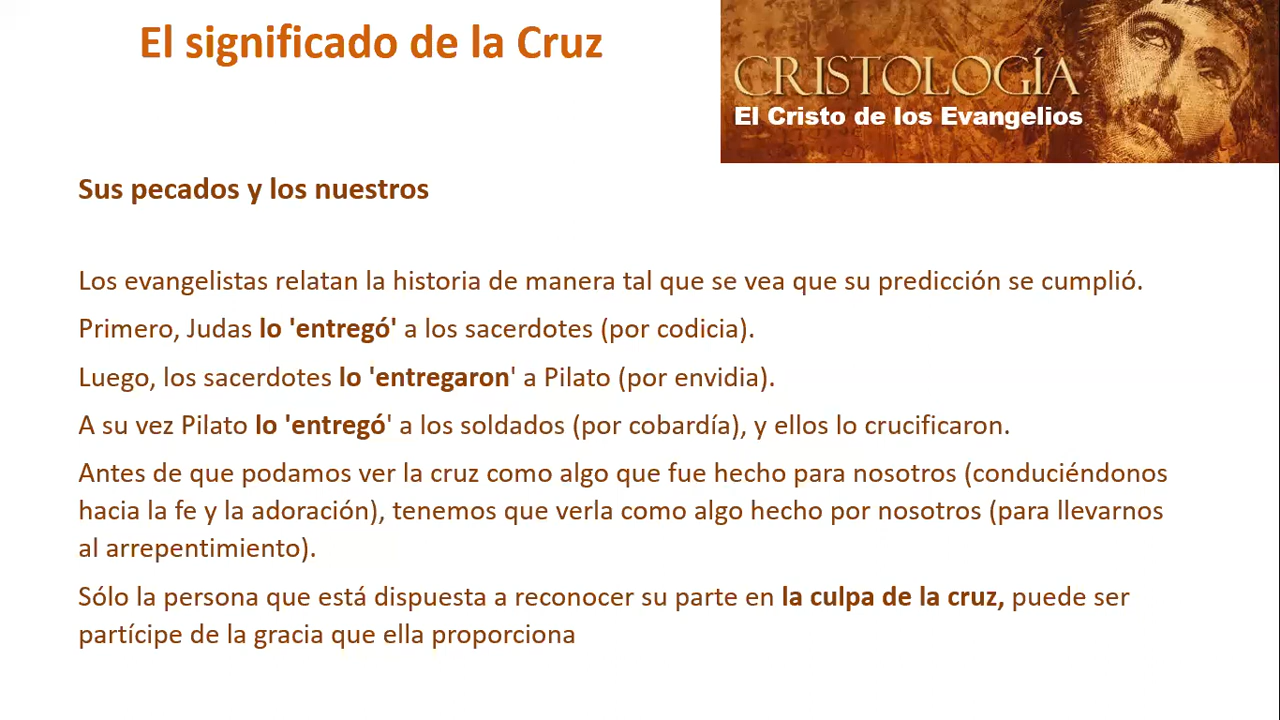 El significado de la Cruz
CRISTOLOGÍA
El Cristo de los Evangelios
Sus pecados y los nuestros
Los evangelistas relatan la historia de manera tal que se vea que su predicción se cumplió.
Primero, Judas lo 'entregó' a los sacerdotes (por codicia).
Luego, los sacerdotes lo 'entregaron' a Pilato (por envidia).
A su vez Pilato lo 'entregó' a los soldados (por cobardía), y ellos lo crucificaron.
Antes de que podamos ver la cruz como algo que fue hecho para nosotros (conduciéndonos
hacia la fe y la adoración), tenemos que verla como algo hecho por nosotros (para llevarnos
al arrepentimiento).
Sólo la persona que está dispuesta a reconocer su parte en la culpa de la cruz, puede ser
partícipe de la gracia que ella proporciona